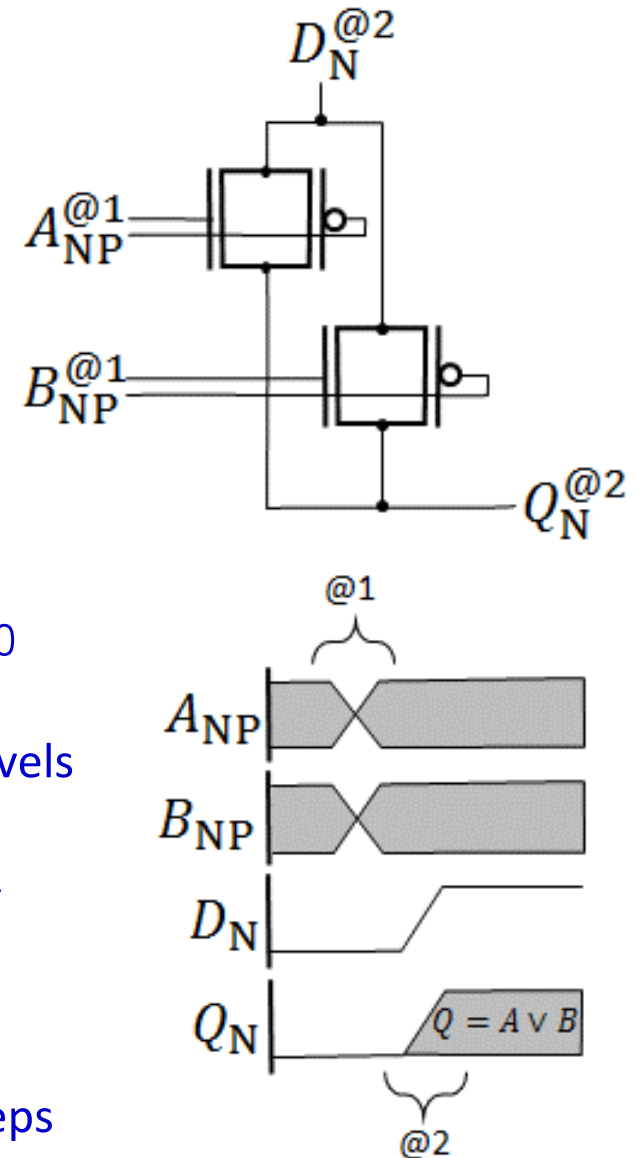 D_N^@2
A_NP^@1
B_NP^@1
Q_N^@2
@1
0
A_NP
vels
B_NP
D_N
Q_N Q = A ∨ B
eps
@2